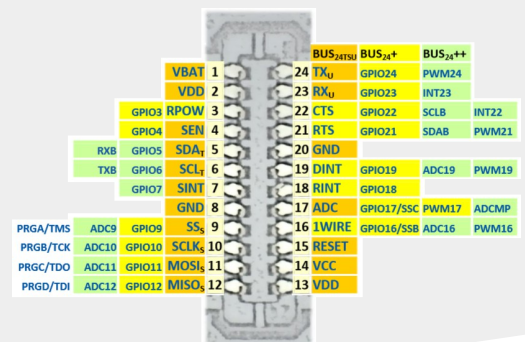 BUS24TSU BUS24+ BUS24++
VBAT 1 24 TXU GPIO24 PWM24
VDD 2 23 RXU GPIO23 INT23
GPIO3 RPOW 3 22 CTS GPIO22 SCLB INT22
GPIO4 SEN 4 21 RTS GPIO21 SDAB PWM21
RXB GPIO5 SDAT 5 20 GND
TXB GPIO6 SCLT 6 19 DINT GPIO19 ADC19 PWM19
GPIO7 SINT 7 18 RINT GPIO18
GND 8 17 ADC GPIO17/SSC PWM17 ADCMP
PRGA/TMS ADC9 GPIO9 SSS 9 16 1WIRE GPIO16/SSB ADC16 PWM16
PRGB/TCK ADC10 GPIO10 SCLKS 10 15 RESET
PRGC/TDO ADC11 GPIO11 MOSIS 11 14 VCC
PRGD/TDI ADC12 GPIO12 MISOS 12 13 VDD